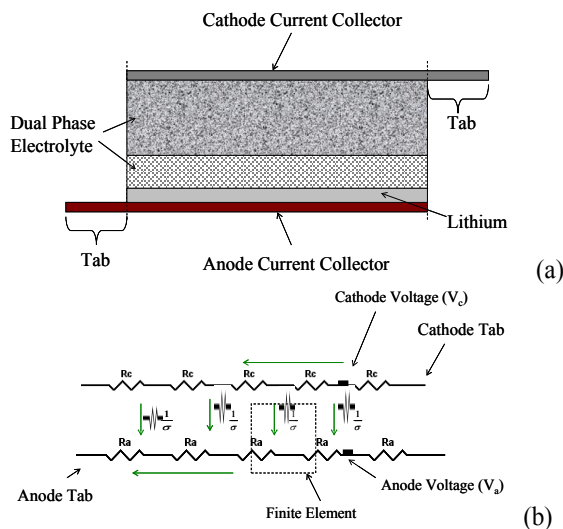 Cathode Current Collector
Dual Phase
Electrolyte
Tab
Lithium
Tab
Anode Current Collector
(a)
Cathode Voltage (Vc)
Cathode Tab
Rc Rc Rc Rc Rc
1/σ 1/σ 1/σ 1/σ
Ra Ra Ra Ra Ra
Anode Tab
Anode Voltage (Va)
Finite Element
(b)